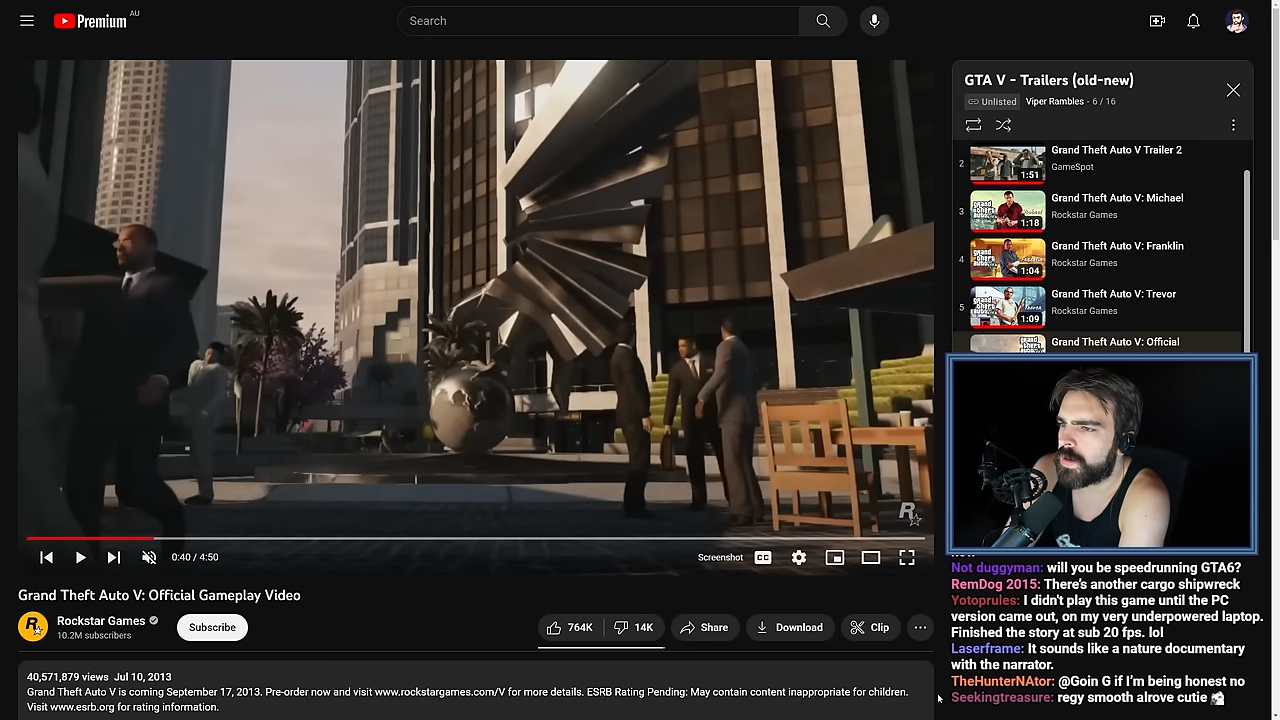 Premium AU
Search
GTA V - Trailers (old-new)
Unlisted Viper Rambles - 6 / 16
2 Grand Theft Auto V Trailer 2
GameSpot
1:51
3 Grand Theft Auto V: Michael
Rockstar Games
1:18
4 Grand Theft Auto V: Franklin
Rockstar Games
1:04
5 Grand Theft Auto V: Trevor
Rockstar Games
1:09
Grand Theft Auto V: Official
0:40 / 4:50
Screenshot CC
Grand Theft Auto V: Official Gameplay Video
Rockstar Games
10.2M subscribers
Subscribe
764K 14K Share Download Clip
40,571,879 views Jul 10, 2013
Grand Theft Auto V is coming September 17, 2013. Pre-order now and visit www.rockstargames.com/V for more details. ESRB Rating Pending: May contain content inappropriate for children.
Visit www.esrb.org for rating information.
Not duggyman: will you be speedrunning GTA6?
RemDog 2015: There's another cargo shipwreck
Yotoprules: I didn't play this game until the PC
version came out, on my very underpowered laptop.
Finished the story at sub 20 fps. lol
Laserframe: It sounds like a nature documentary
with the narrator.
TheHunterNAtor: @Goin G if I'm being honest no
Seekingtreasure: regy smooth alrove cutie